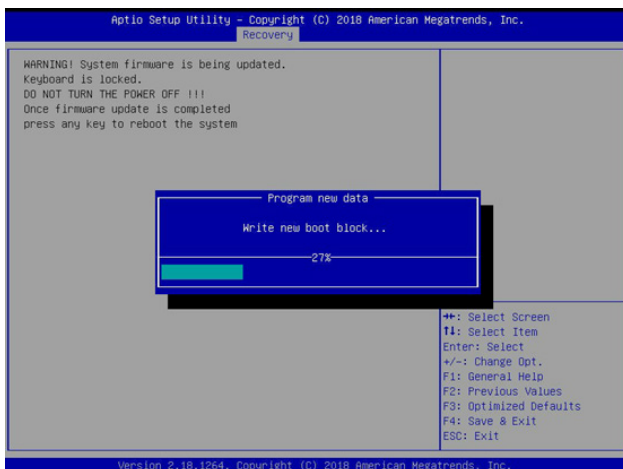 Aptio Setup Utility – Copyright (C) 2018 American Megatrends, Inc.
Recovery
WARNING! System firmware is being updated.
Keyboard is locked.
DO NOT TURN THE POWER OFF !!!
Once firmware update is completed
press any key to reboot the system
Program new data
Write new boot block...
27%
→←: Select Screen
↑↓: Select Item
Enter: Select
+/-: Change Opt.
F1: General Help
F2: Previous Values
F3: Optimized Defaults
F4: Save & Exit
ESC: Exit
Version 2.18.1264. Copyright (C) 2018 American Megatrends, Inc.